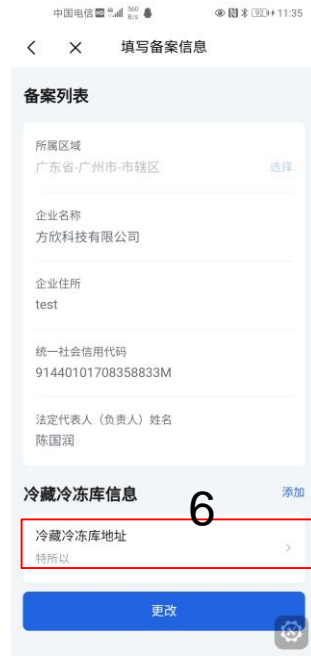 中国电信 HD 5G 560 B/s 92 11:35
填写备案信息
备案列表
所属区域
广东省-广州市-市辖区 选择
企业名称
方欣科技有限公司
企业住所
test
统一社会信用代码
91440101708358833M
法定代表人（负责人）姓名
陈国润
冷藏冷冻库信息 6 添加
冷藏冷冻库地址
特所以
更改